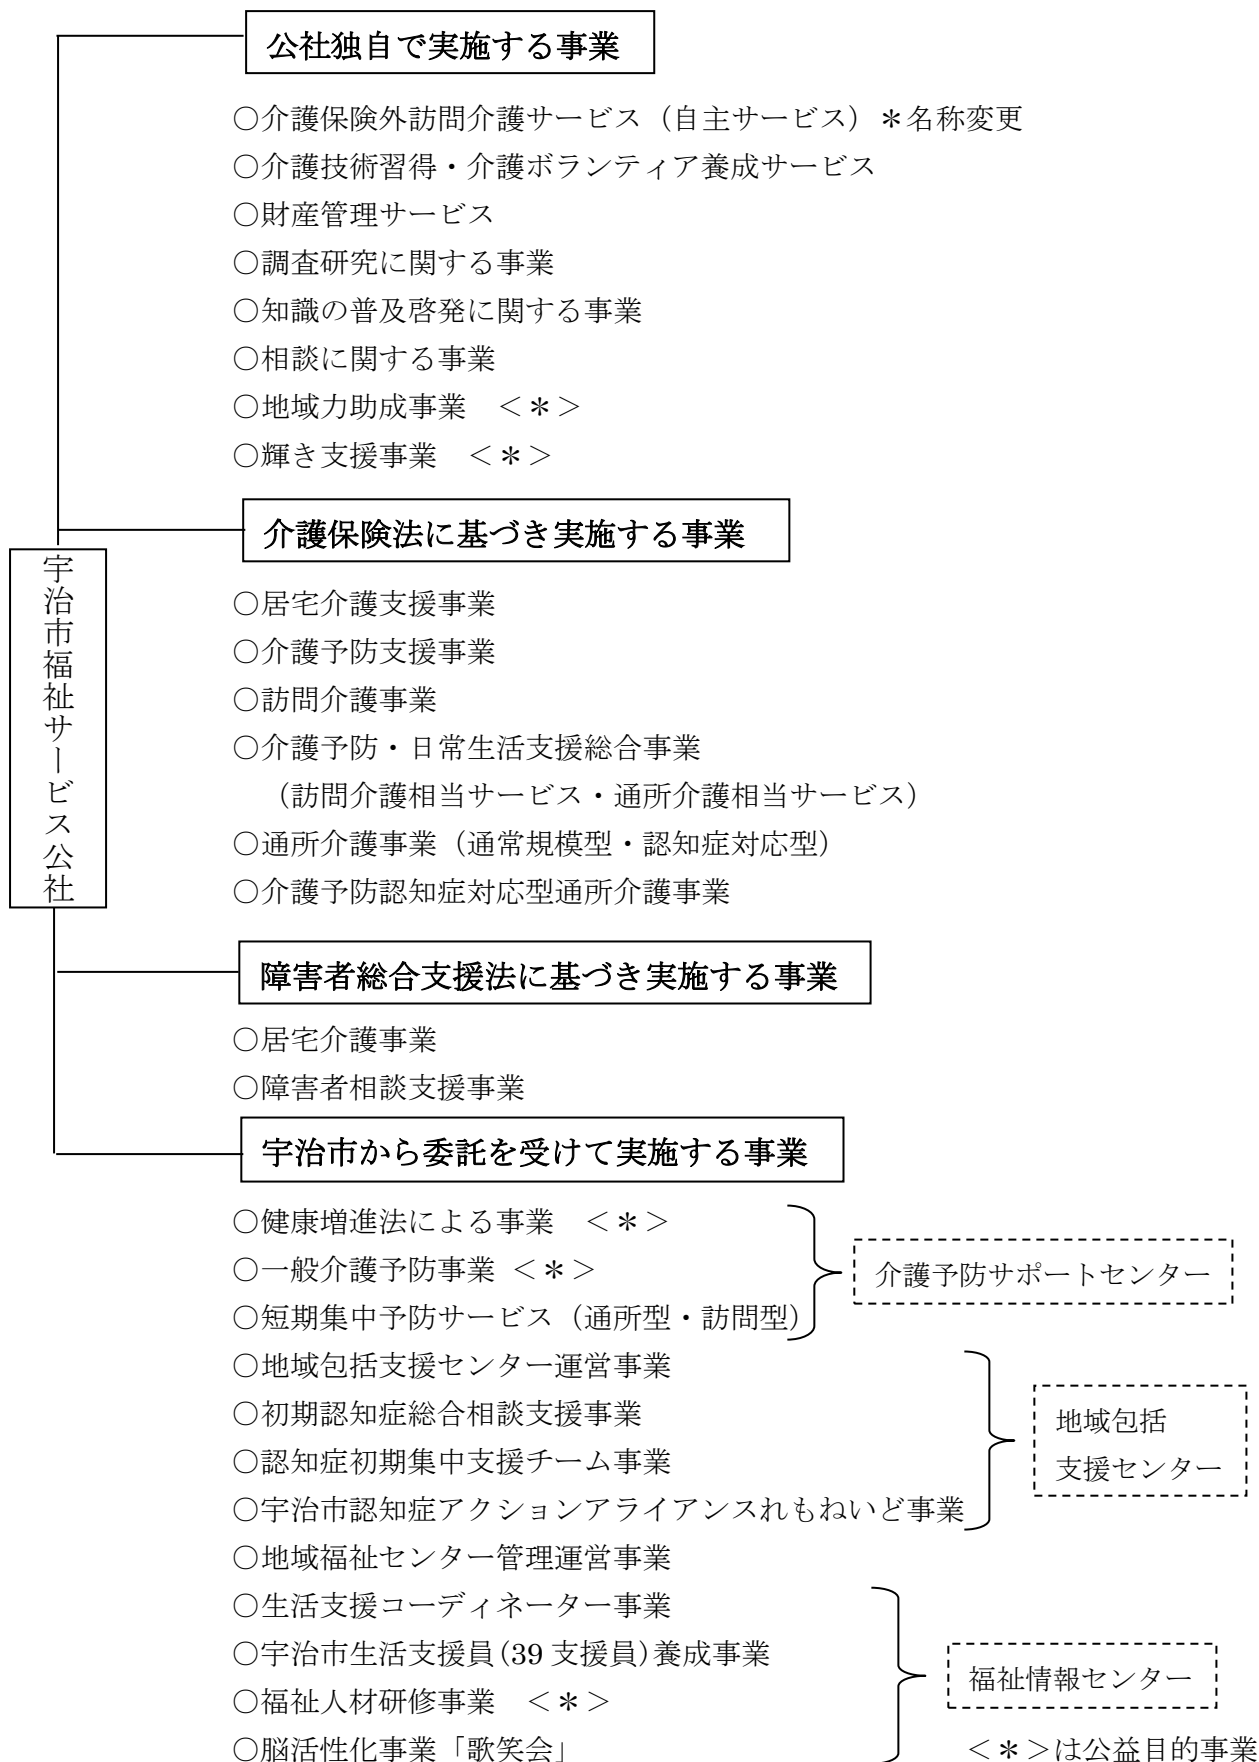 公社独自で実施する事業
○介護保険外訪問介護サービス（自主サービス）＊名称変更
○介護技術習得・介護ボランティア養成サービス
○財産管理サービス
○調査研究に関する事業
○知識の普及啓発に関する事業
○相談に関する事業
○地域力助成事業　＜＊＞
○輝き支援事業　＜＊＞
介護保険法に基づき実施する事業
宇治市福祉サービス公社
○居宅介護支援事業
○介護予防支援事業
○訪問介護事業
○介護予防・日常生活支援総合事業
（訪問介護相当サービス・通所介護相当サービス）
○通所介護事業（通常規模型・認知症対応型）
○介護予防認知症対応型通所介護事業
障害者総合支援法に基づき実施する事業
○居宅介護事業
○障害者相談支援事業
宇治市から委託を受けて実施する事業
○健康増進法による事業　＜＊＞
○一般介護予防事業 ＜＊＞
○短期集中予防サービス（通所型・訪問型）
介護予防サポートセンター
○地域包括支援センター運営事業
○初期認知症総合相談支援事業
○認知症初期集中支援チーム事業
○宇治市認知症アクションアライアンスれもねいど事業
地域包括
支援センター
○地域福祉センター管理運営事業
○生活支援コーディネーター事業
○宇治市生活支援員(39 支援員)養成事業
○福祉人材研修事業　＜＊＞
○脳活性化事業「歌笑会」
福祉情報センター
＜＊＞は公益目的事業